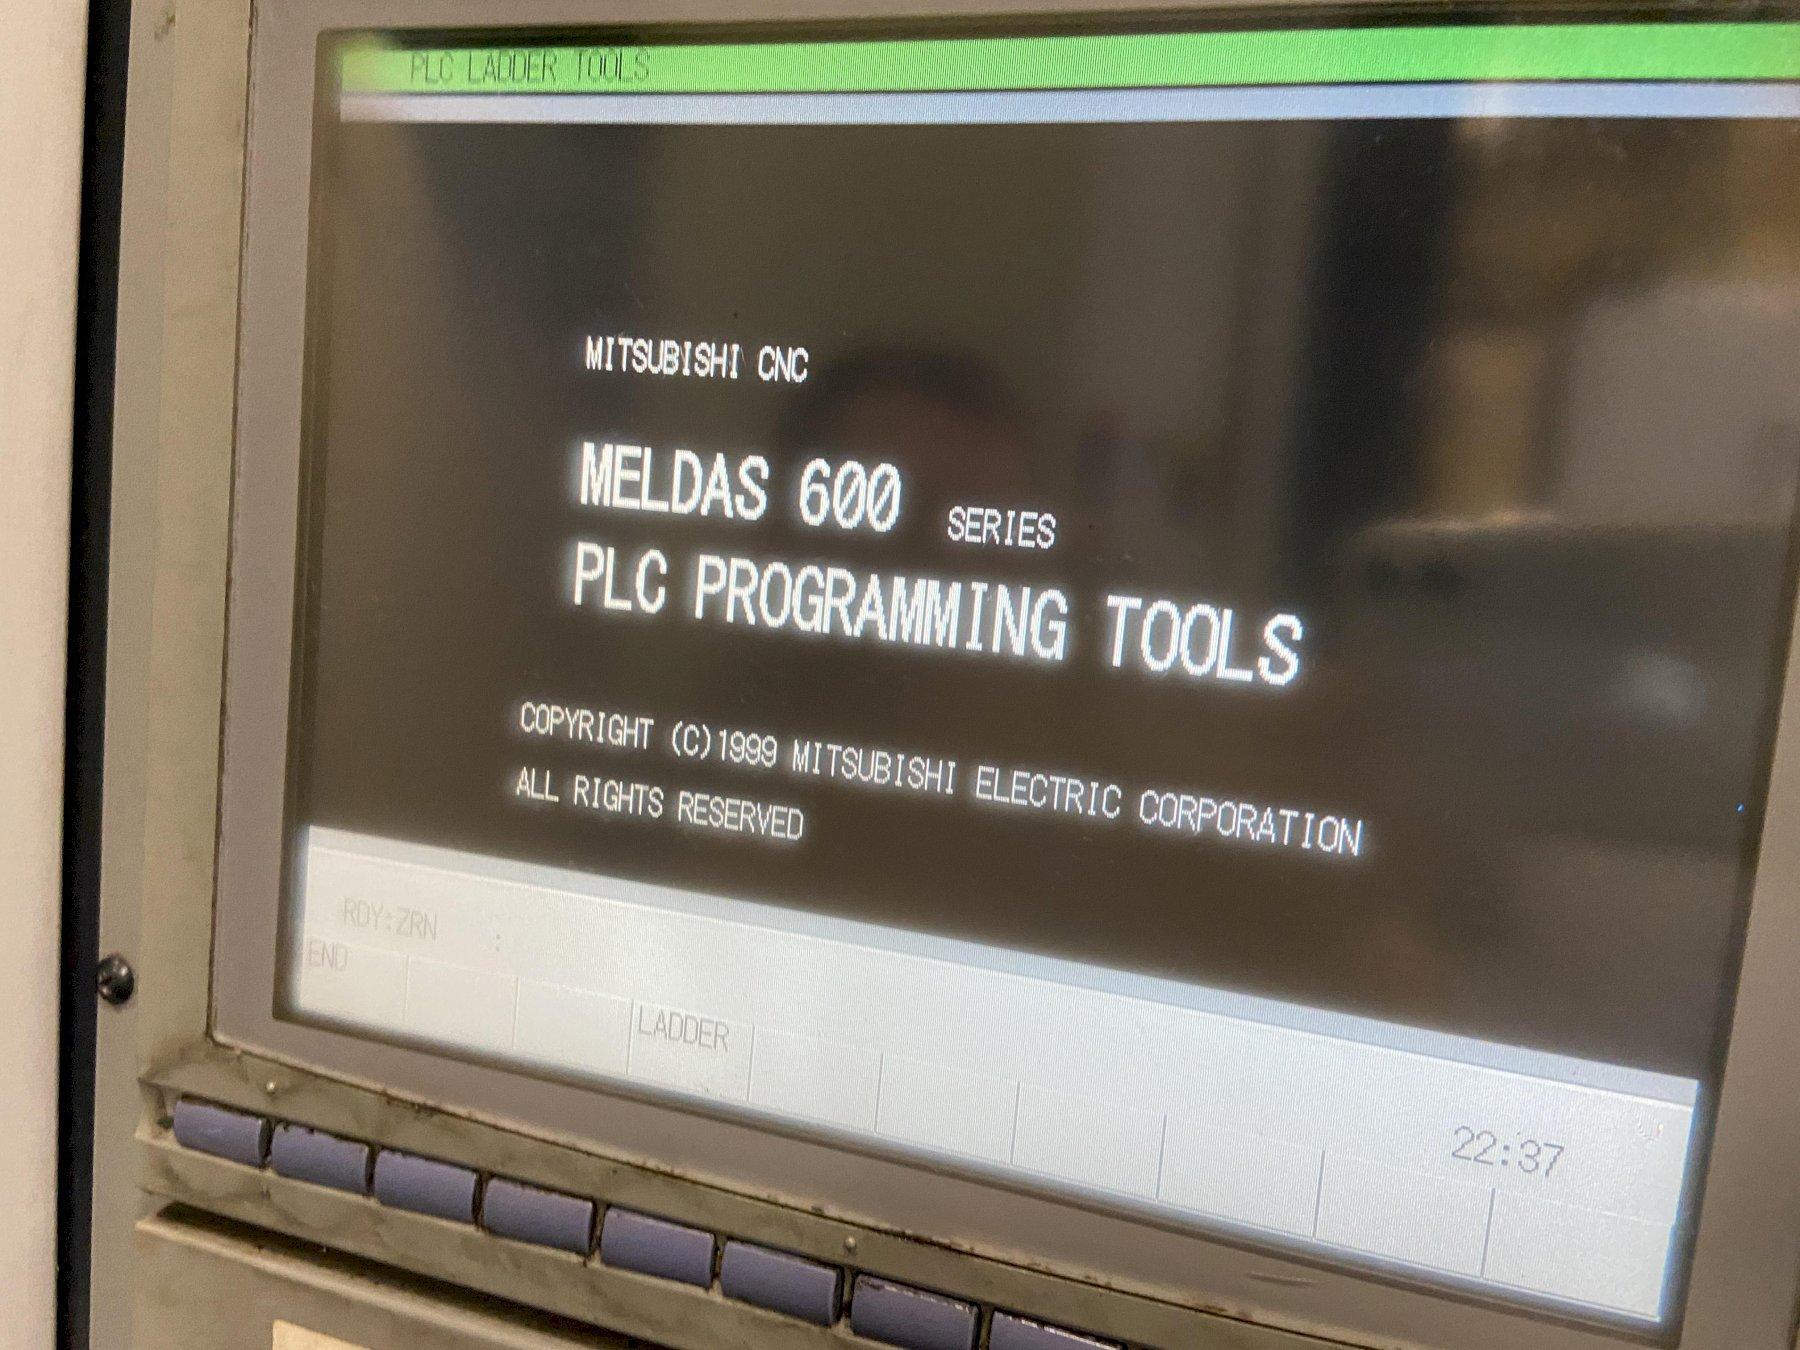 PLC LADDER TOOLS
MITSUBISHI CNC
MELDAS 600 SERIES
PLC PROGRAMMING TOOLS
COPYRIGHT (C)1999 MITSUBISHI ELECTRIC CORPORATION
ALL RIGHTS RESERVED
RDY:ZRN :
END
LADDER
22:37